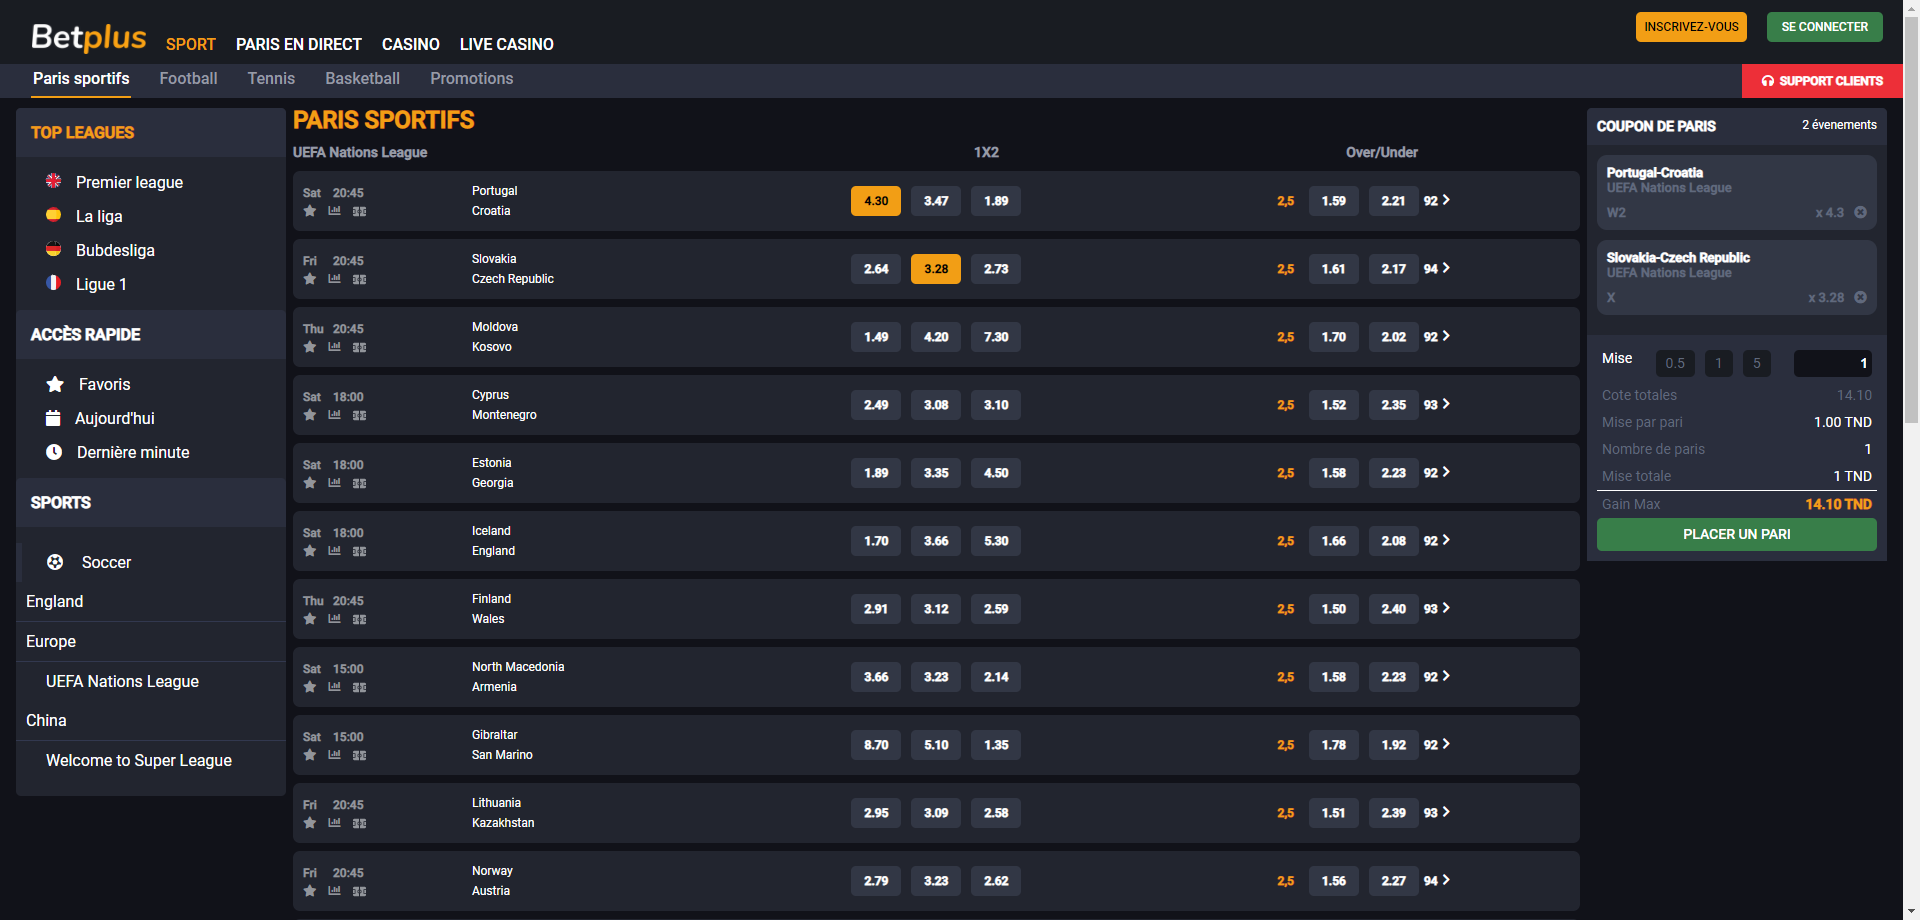 Betplus SPORT PARIS EN DIRECT CASINO LIVE CASINO INSCRIVEZ-VOUS SE CONNECTER
Paris sportifs Football Tennis Basketball Promotions SUPPORT CLIENTS
TOP LEAGUES
Premier league
La liga
Bubdesliga
Ligue 1
ACCÈS RAPIDE
Favoris
Aujourd'hui
Dernière minute
SPORTS
Soccer
England
Europe
UEFA Nations League
China
Welcome to Super League
PARIS SPORTIFS
UEFA Nations League 1X2 Over/Under
Sat 20:45 Portugal 4.30 3.47 1.89 2,5 1.59 2.21 92
Croatia
Fri 20:45 Slovakia 2.64 3.28 2.73 2,5 1.61 2.17 94
Czech Republic
Thu 20:45 Moldova 1.49 4.20 7.30 2,5 1.70 2.02 92
Kosovo
Sat 18:00 Cyprus 2.49 3.08 3.10 2,5 1.52 2.35 93
Montenegro
Sat 18:00 Estonia 1.89 3.35 4.50 2,5 1.58 2.23 92
Georgia
Sat 18:00 Iceland 1.70 3.66 5.30 2,5 1.66 2.08 92
England
Thu 20:45 Finland 2.91 3.12 2.59 2,5 1.50 2.40 93
Wales
Sat 15:00 North Macedonia 3.66 3.23 2.14 2,5 1.58 2.23 92
Armenia
Sat 15:00 Gibraltar 8.70 5.10 1.35 2,5 1.78 1.92 92
San Marino
Fri 20:45 Lithuania 2.95 3.09 2.58 2,5 1.51 2.39 93
Kazakhstan
Fri 20:45 Norway 2.79 3.23 2.62 2,5 1.56 2.27 94
Austria
COUPON DE PARIS 2 évenements
Portugal-Croatia
UEFA Nations League
W2 x 4.3
Slovakia-Czech Republic
UEFA Nations League
X x 3.28
Mise 0.5 1 5 1
Cote totales 14.10
Mise par pari 1.00 TND
Nombre de paris 1
Mise totale 1 TND
Gain Max 14.10 TND
PLACER UN PARI